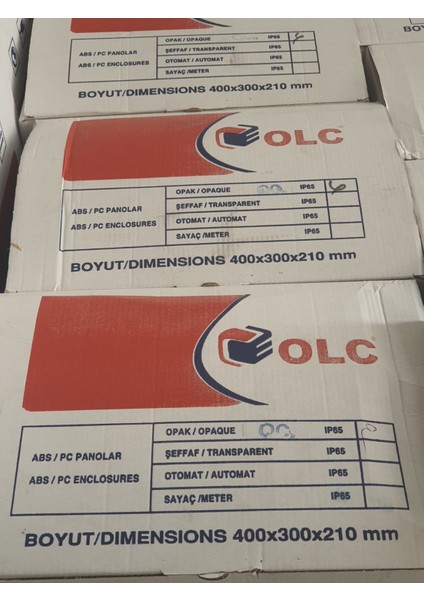 OPAK / OPAQUE IP65
ABS / PC PANOLAR ŞEFFAF / TRANSPARENT IP65
ABS / PC ENCLOSURES OTOMAT / AUTOMAT IP65
SAYAÇ /METER IP65
BOYUT/DIMENSIONS 400x300x210 mm
OLC
OPAK / OPAQUE IP65
ABS / PC PANOLAR ŞEFFAF / TRANSPARENT IP65
ABS / PC ENCLOSURES OTOMAT / AUTOMAT IP65
SAYAÇ /METER IP65
BOYUT/DIMENSIONS 400x300x210 mm
OLC
OPAK / OPAQUE IP65
ABS / PC PANOLAR ŞEFFAF / TRANSPARENT IP65
ABS / PC ENCLOSURES OTOMAT / AUTOMAT IP65
SAYAÇ /METER IP65
BOYUT/DIMENSIONS 400x300x210 mm